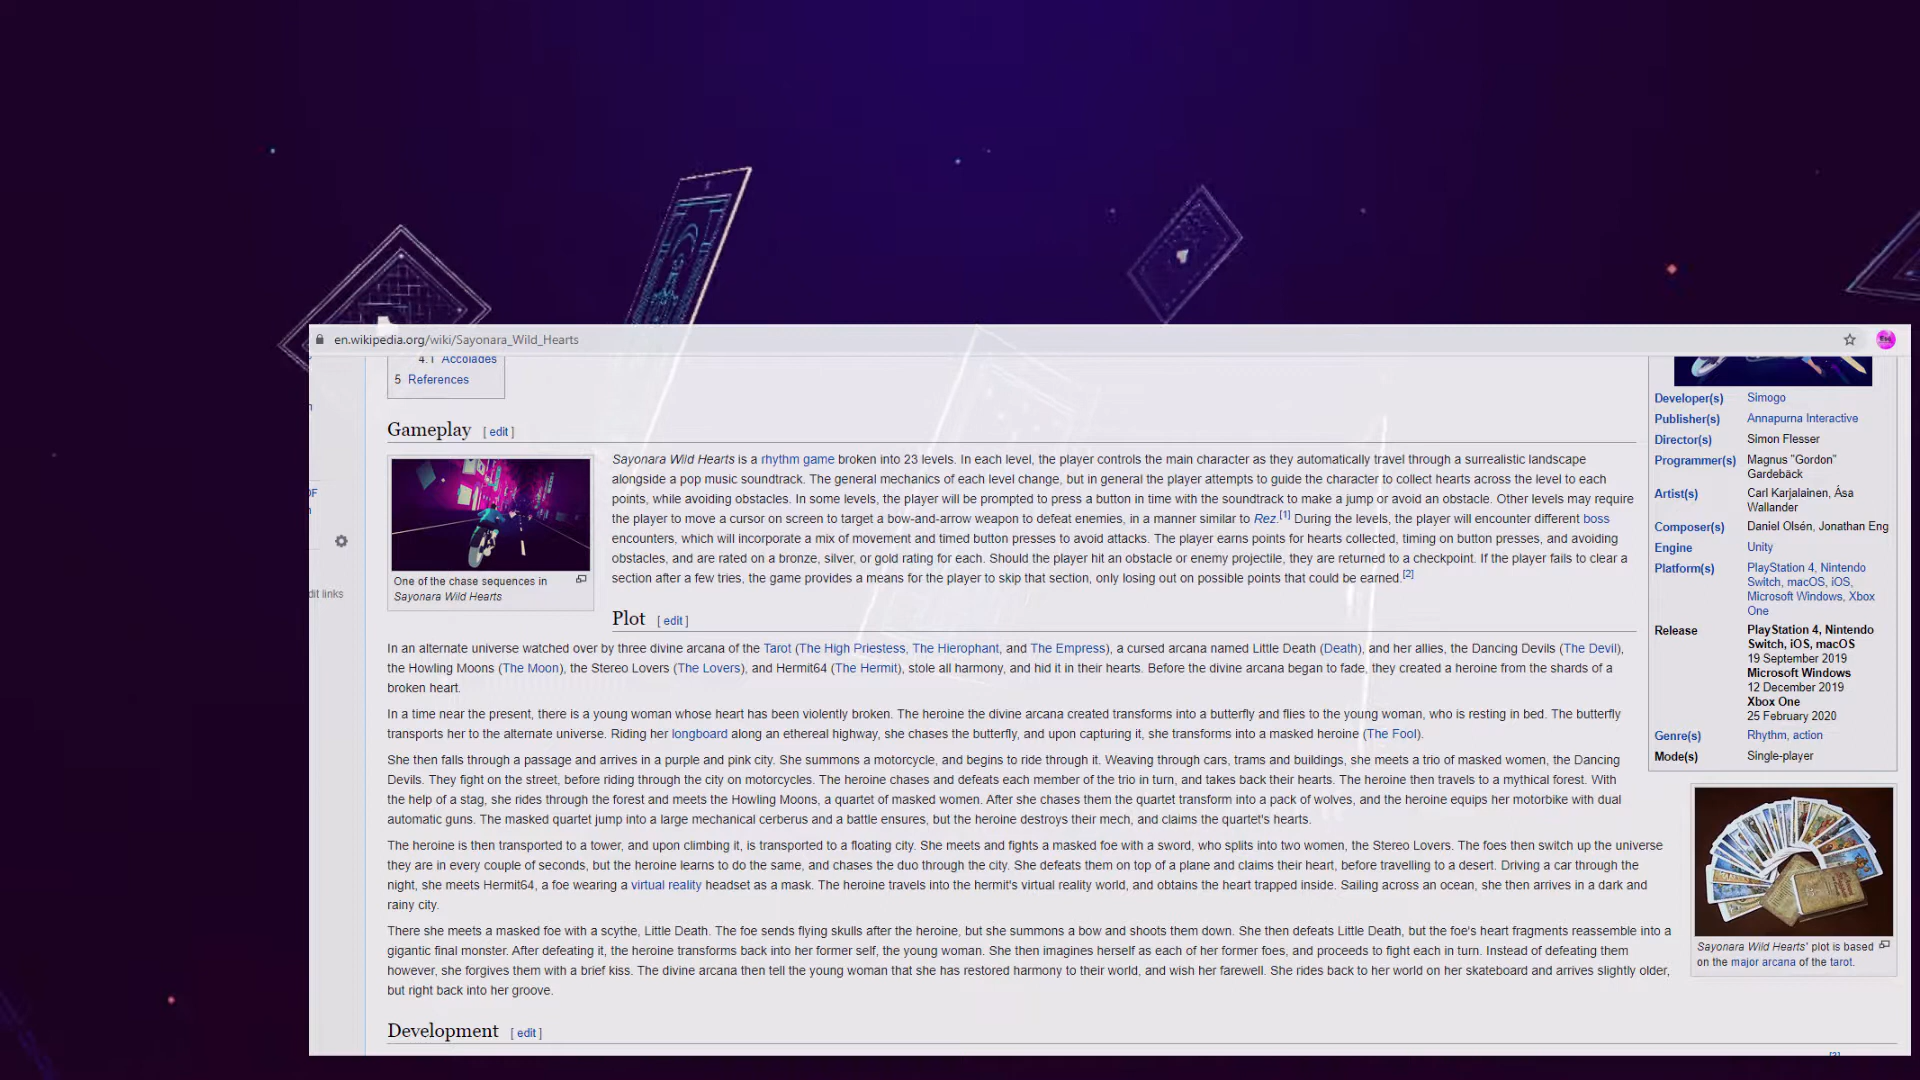 en.wikipedia.org/wiki/Sayonara_Wild_Hearts
4.1 Accolades
5 References
Gameplay [ edit ]
One of the chase sequences in
Sayonara Wild Hearts
Sayonara Wild Hearts is a rhythm game broken into 23 levels. In each level, the player controls the main character as they automatically travel through a surrealistic landscape
alongside a pop music soundtrack. The general mechanics of each level change, but in general the player attempts to guide the character to collect hearts across the level to each
points, while avoiding obstacles. In some levels, the player will be prompted to press a button in time with the soundtrack to make a jump or avoid an obstacle. Other levels may require
the player to move a cursor on screen to target a bow-and-arrow weapon to defeat enemies, in a manner similar to Rez.[1] During the levels, the player will encounter different boss
encounters, which will incorporate a mix of movement and timed button presses to avoid attacks. The player earns points for hearts collected, timing on button presses, and avoiding
obstacles, and are rated on a bronze, silver, or gold rating for each. Should the player hit an obstacle or enemy projectile, they are returned to a checkpoint. If the player fails to clear a
section after a few tries, the game provides a means for the player to skip that section, only losing out on possible points that could be earned.[2]
Plot [ edit ]
In an alternate universe watched over by three divine arcana of the Tarot (The High Priestess, The Hierophant, and The Empress), a cursed arcana named Little Death (Death), and her allies, the Dancing Devils (The Devil),
the Howling Moons (The Moon), the Stereo Lovers (The Lovers), and Hermit64 (The Hermit), stole all harmony, and hid it in their hearts. Before the divine arcana began to fade, they created a heroine from the shards of a
broken heart.
In a time near the present, there is a young woman whose heart has been violently broken. The heroine the divine arcana created transforms into a butterfly and flies to the young woman, who is resting in bed. The butterfly
transports her to the alternate universe. Riding her longboard along an ethereal highway, she chases the butterfly, and upon capturing it, she transforms into a masked heroine (The Fool).
She then falls through a passage and arrives in a purple and pink city. She summons a motorcycle, and begins to ride through it. Weaving through cars, trams and buildings, she meets a trio of masked women, the Dancing
Devils. They fight on the street, before riding through the city on motorcycles. The heroine chases and defeats each member of the trio in turn, and takes back their hearts. The heroine then travels to a mythical forest. With
the help of a stag, she rides through the forest and meets the Howling Moons, a quartet of masked women. After she chases them the quartet transform into a pack of wolves, and the heroine equips her motorbike with dual
automatic guns. The masked quartet jump into a large mechanical cerberus and a battle ensures, but the heroine destroys their mech, and claims the quartet's hearts.
The heroine is then transported to a tower, and upon climbing it, is transported to a floating city. She meets and fights a masked foe with a sword, who splits into two women, the Stereo Lovers. The foes then switch up the universe
they are in every couple of seconds, but the heroine learns to do the same, and chases the duo through the city. She defeats them on top of a plane and claims their heart, before travelling to a desert. Driving a car through the
night, she meets Hermit64, a foe wearing a virtual reality headset as a mask. The heroine travels into the hermit's virtual reality world, and obtains the heart trapped inside. Sailing across an ocean, she then arrives in a dark and
rainy city.
There she meets a masked foe with a scythe, Little Death. The foe sends flying skulls after the heroine, but she summons a bow and shoots them down. She then defeats Little Death, but the foe's heart fragments reassemble into a
gigantic final monster. After defeating it, the heroine transforms back into her former self, the young woman. She then imagines herself as each of her former foes, and proceeds to fight each in turn. Instead of defeating them
however, she forgives them with a brief kiss. The divine arcana then tell the young woman that she has restored harmony to their world, and wish her farewell. She rides back to her world on her skateboard and arrives slightly older,
but right back into her groove.
Development [ edit ]
dit links
Developer(s) Simogo
Publisher(s) Annapurna Interactive
Director(s) Simon Flesser
Programmer(s) Magnus "Gordon"
Gardebäck
Artist(s) Carl Karjalainen, Åsa
Wallander
Composer(s) Daniel Olsén, Jonathan Eng
Engine Unity
Platform(s) PlayStation 4, Nintendo
Switch, macOS, iOS,
Microsoft Windows, Xbox
One
Release PlayStation 4, Nintendo
Switch, iOS, macOS
19 September 2019
Microsoft Windows
12 December 2019
Xbox One
25 February 2020
Genre(s) Rhythm, action
Mode(s) Single-player
Sayonara Wild Hearts' plot is based
on the major arcana of the tarot.